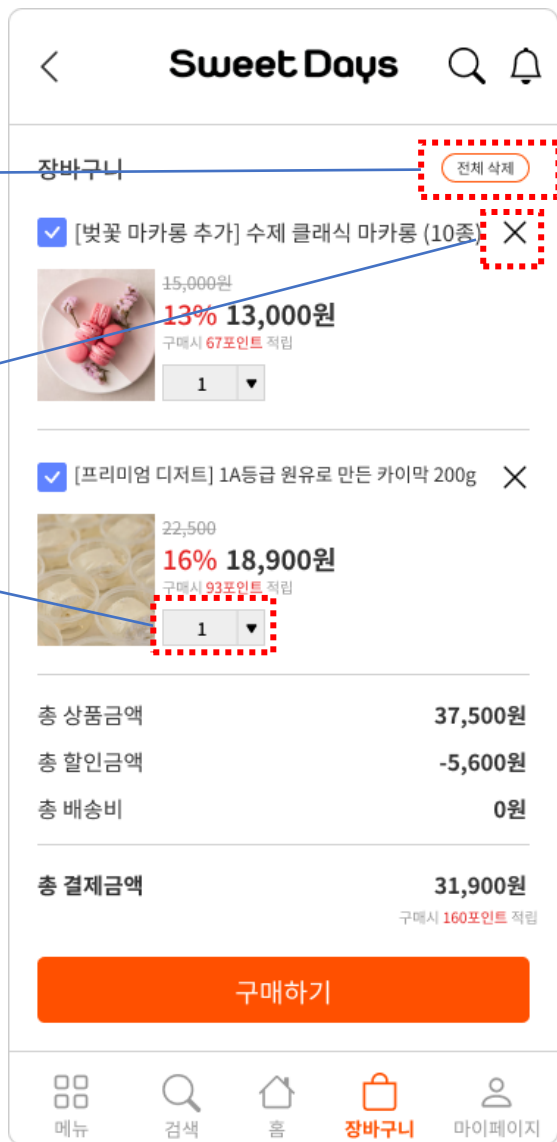 Sweet Days
장바구니
전체 삭제
[벚꽃 마카롱 추가] 수제 클래식 마카롱 (10종)
15,000원
13% 13,000원
구매시 67포인트 적립
1
[프리미엄 디저트] 1A등급 원유로 만든 카이막 200g
22,500
16% 18,900원
구매시 93포인트 적립
1
총 상품금액 37,500원
총 할인금액 -5,600원
총 배송비 0원
총 결제금액 31,900원
구매시 160포인트 적립
구매하기
메뉴 검색 홈 장바구니 마이페이지